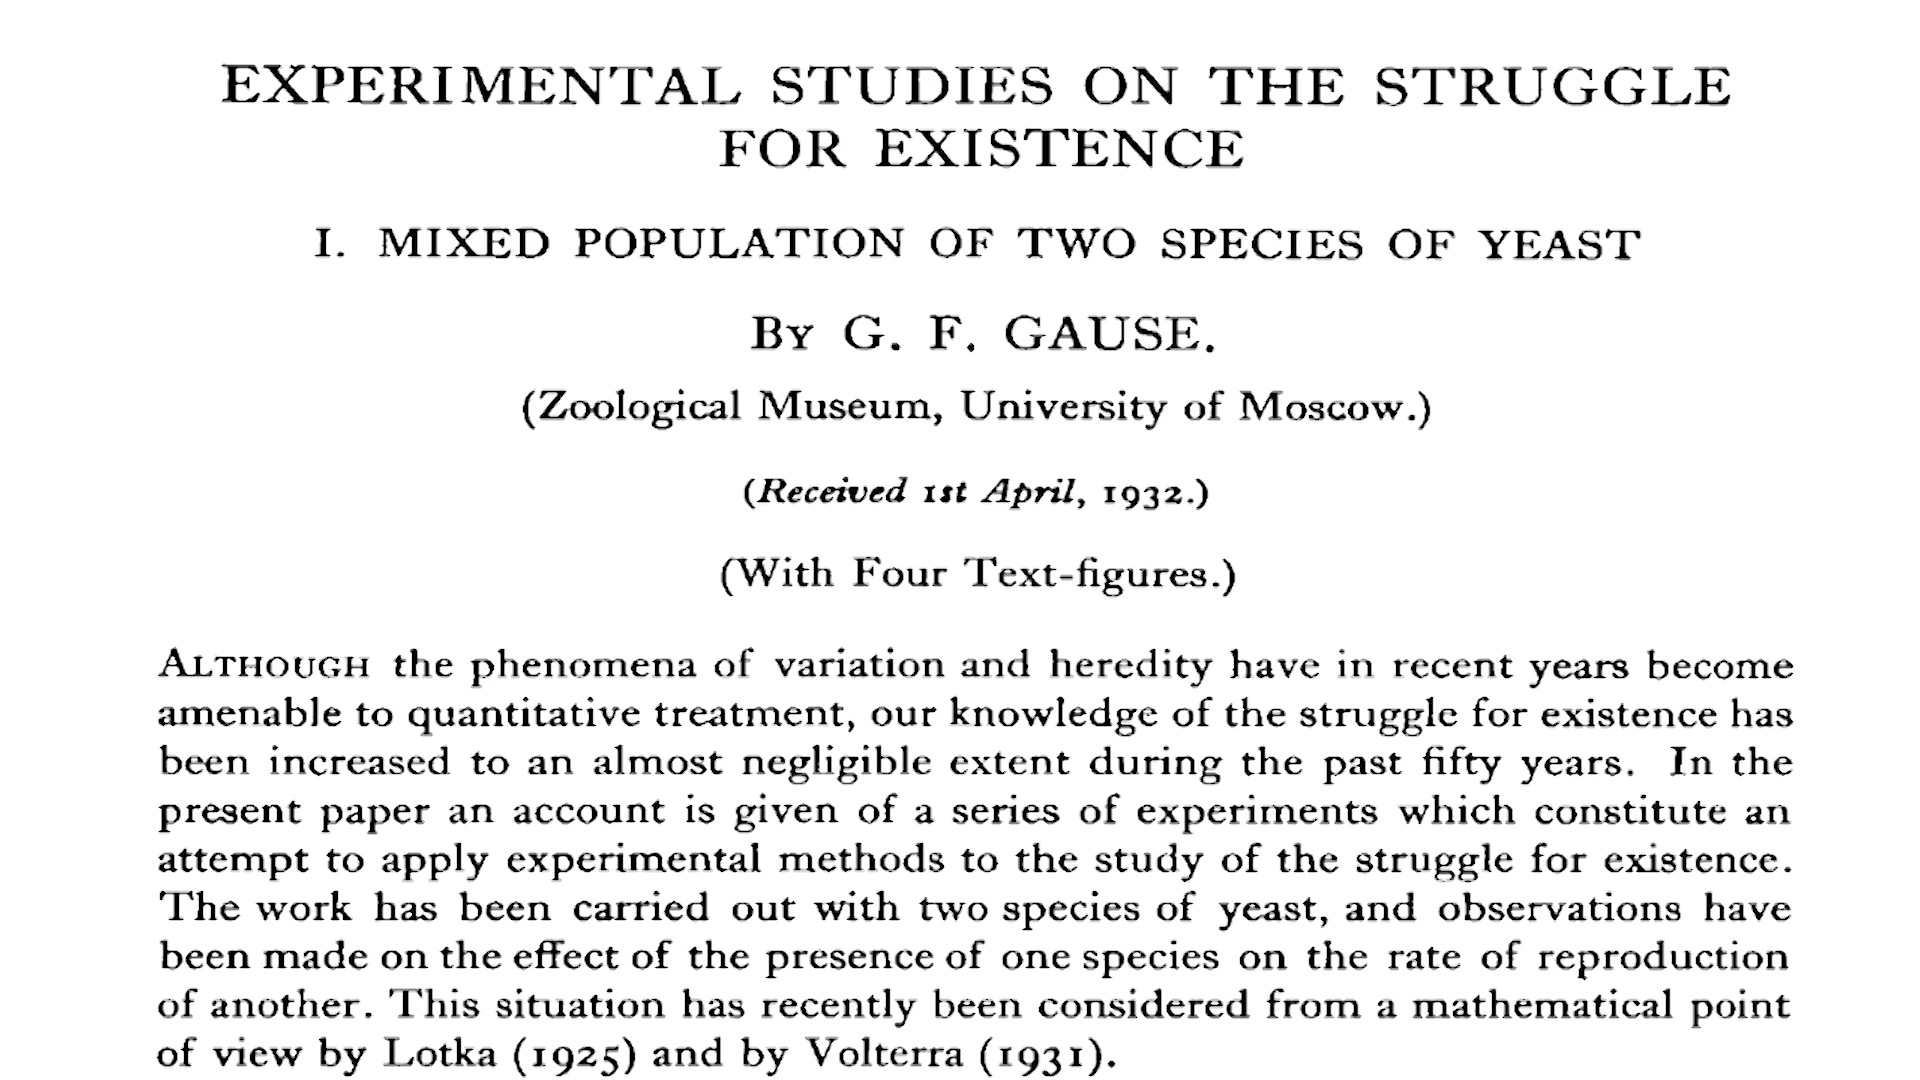 EXPERIMENTAL STUDIES ON THE STRUGGLE
FOR EXISTENCE
I. MIXED POPULATION OF TWO SPECIES OF YEAST
By G. F. GAUSE.
(Zoological Museum, University of Moscow.)
(Received 1st April, 1932.)
(With Four Text-figures.)
ALTHOUGH the phenomena of variation and heredity have in recent years become
amenable to quantitative treatment, our knowledge of the struggle for existence has
been increased to an almost negligible extent during the past fifty years. In the
present paper an account is given of a series of experiments which constitute an
attempt to apply experimental methods to the study of the struggle for existence.
The work has been carried out with two species of yeast, and observations have
been made on the effect of the presence of one species on the rate of reproduction
of another. This situation has recently been considered from a mathematical point
of view by Lotka (1925) and by Volterra (1931).